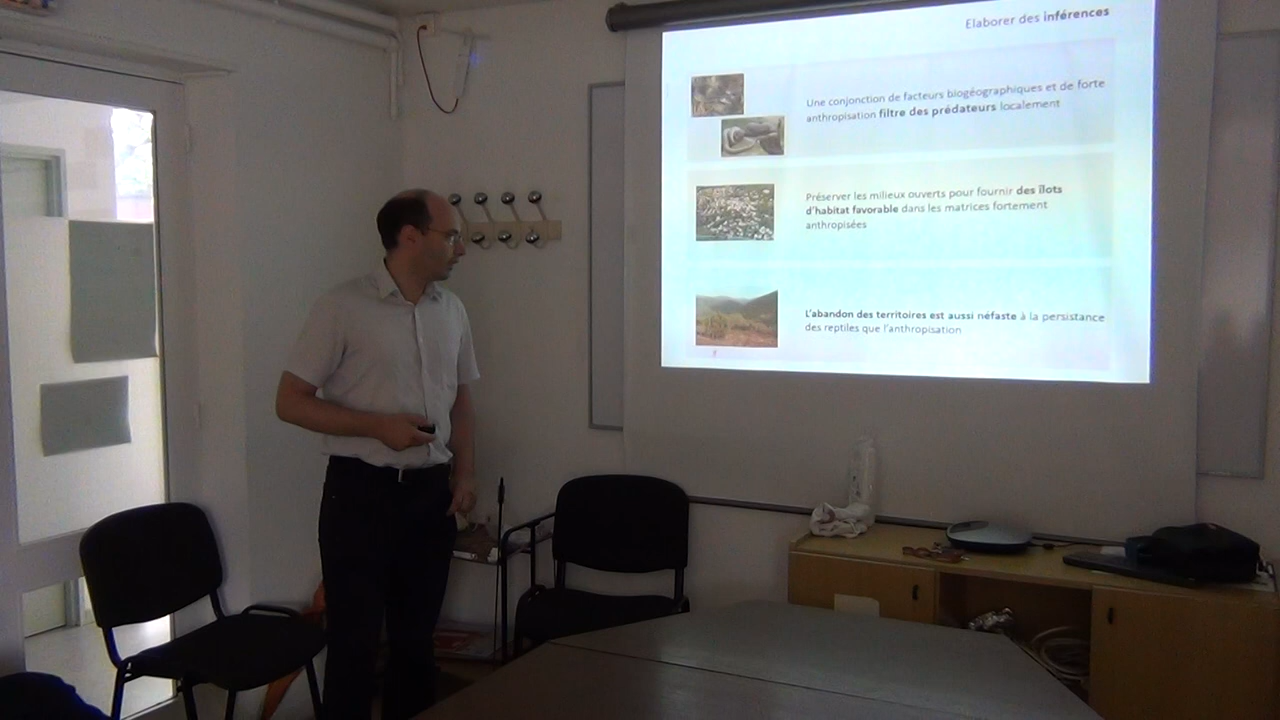 Elaborer des inférences
Une conjonction de facteurs biogéographiques et de forte
anthropisation filtre des prédateurs localement
Préserver les milieux ouverts pour fournir des îlots
d'habitat favorable dans les matrices fortement
anthropisées
L'abandon des territoires est aussi néfaste à la persistance
des reptiles que l'anthropisation